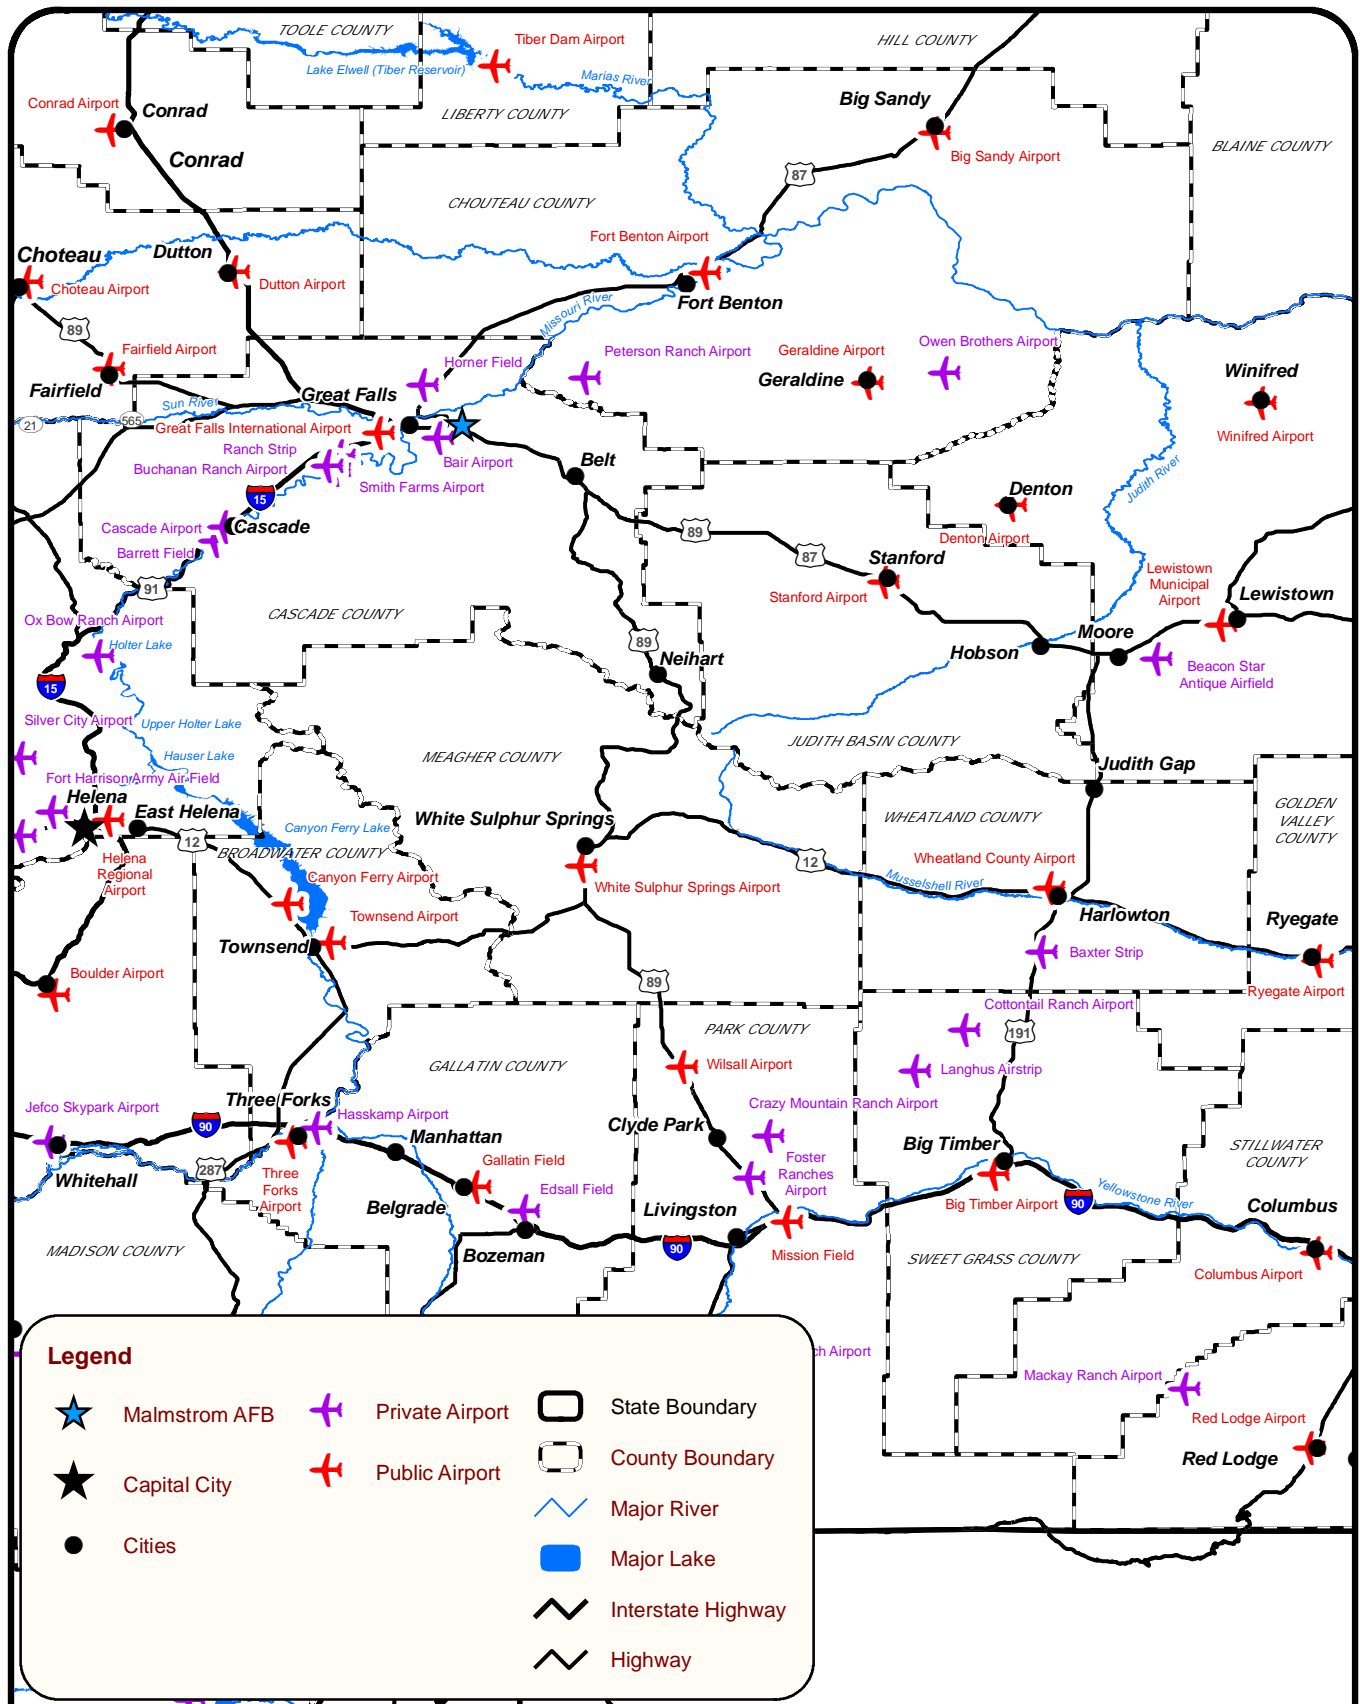 TOOLE COUNTY
Tiber Dam Airport
HILL COUNTY
Lake Elwell (Tiber Reservoir)
Marias River
Conrad Airport
Conrad
Big Sandy
LIBERTY COUNTY
BLAINE COUNTY
Conrad
Big Sandy Airport
87
CHOUTEAU COUNTY
Fort Benton Airport
Choteau
Dutton
Choteau Airport
Dutton Airport
Fort Benton
Missouri River
89
Fairfield Airport
Horner Field
Peterson Ranch Airport
Geraldine Airport
Owen Brothers Airport
Geraldine
Winifred
Fairfield
Great Falls
Sun River
21
565
Great Falls International Airport
Winifred Airport
Ranch Strip
Buchanan Ranch Airport
Bair Airport
Belt
Smith Farms Airport
Judith River
15
Denton
Cascade Airport
Cascade
Denton Airport
Barrett Field
89
87
Stanford
91
Stanford Airport
Lewistown
Municipal
Airport
Lewistown
CASCADE COUNTY
Ox Bow Ranch Airport
Holter Lake
89
Neihart
Moore
Hobson
Beacon Star
Antique Airfield
15
Silver City Airport
Upper Holter Lake
Hauser Lake
MEAGHER COUNTY
JUDITH BASIN COUNTY
Judith Gap
Fort Harrison Army Air Field
Helena
East Helena
White Sulphur Springs
WHEATLAND COUNTY
GOLDEN
VALLEY
COUNTY
Canyon Ferry Lake
12
BROADWATER COUNTY
12
Wheatland County Airport
Helena
Regional
Airport
Canyon Ferry Airport
White Sulphur Springs Airport
Musselshell River
Townsend Airport
Harlowton
Ryegate
Townsend
Baxter Strip
Boulder Airport
89
Ryegate Airport
Cottontail Ranch Airport
PARK COUNTY
191
GALLATIN COUNTY
Wilsall Airport
Langhus Airstrip
Jefco Skypark Airport
Three Forks
Hasskamp Airport
Crazy Mountain Ranch Airport
90
Manhattan
Clyde Park
Big Timber
STILLWATER
COUNTY
287
Whitehall
Three
Forks
Airport
Gallatin Field
Foster
Ranches
Airport
Edsall Field
Belgrade
Livingston
Big Timber Airport
90
Yellowstone River
Columbus
MADISON COUNTY
Bozeman
90
Mission Field
SWEET GRASS COUNTY
Columbus Airport
ch Airport
Mackay Ranch Airport
Red Lodge Airport
Red Lodge
Legend
Malmstrom AFB
Private Airport
State Boundary
Capital City
Public Airport
County Boundary
Cities
Major River
Major Lake
Interstate Highway
Highway